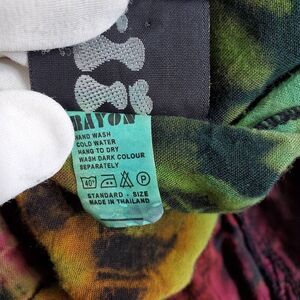 RAYON
HAND WASH
COLD WATER
HANG TO DRY
WASH DARK COLOUR
SEPARATELY
40° P
STANDARD - SIZE
MADE IN THAILAND